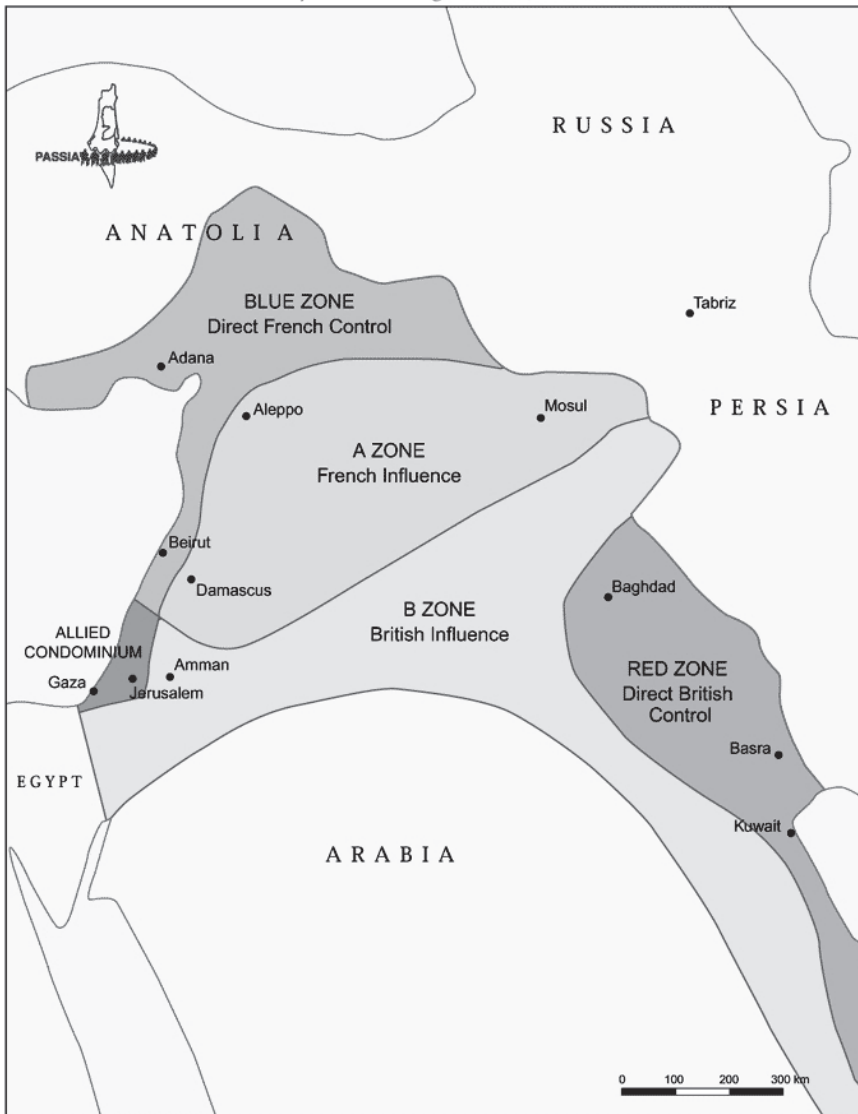 RUSSIA
PASSIA
ANATOLIA
BLUE ZONE
Direct French Control
Tabriz
Adana
Aleppo
Mosul
PERSIA
A ZONE
French Influence
Beirut
Damascus
Baghdad
B ZONE
British Influence
ALLIED
CONDOMINIUM
Amman
Gaza
Jerusalem
RED ZONE
Direct British
Control
Basra
EGYPT
Kuwait
ARABIA
0 100 200 300 km